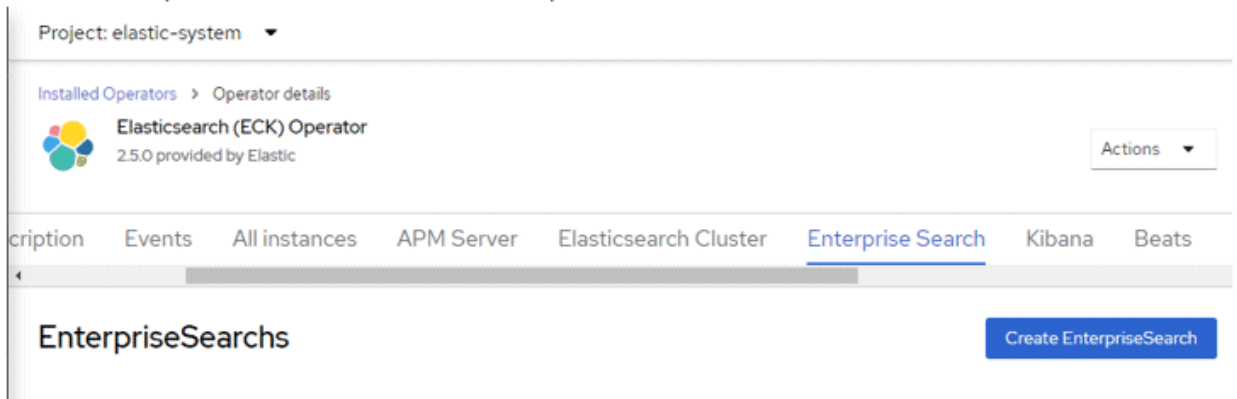 Project: elastic-system
Installed Operators > Operator details
Elasticsearch (ECK) Operator
2.5.0 provided by Elastic
Actions
cription Events All instances APM Server Elasticsearch Cluster Enterprise Search Kibana Beats
EnterpriseSearchs
Create EnterpriseSearch